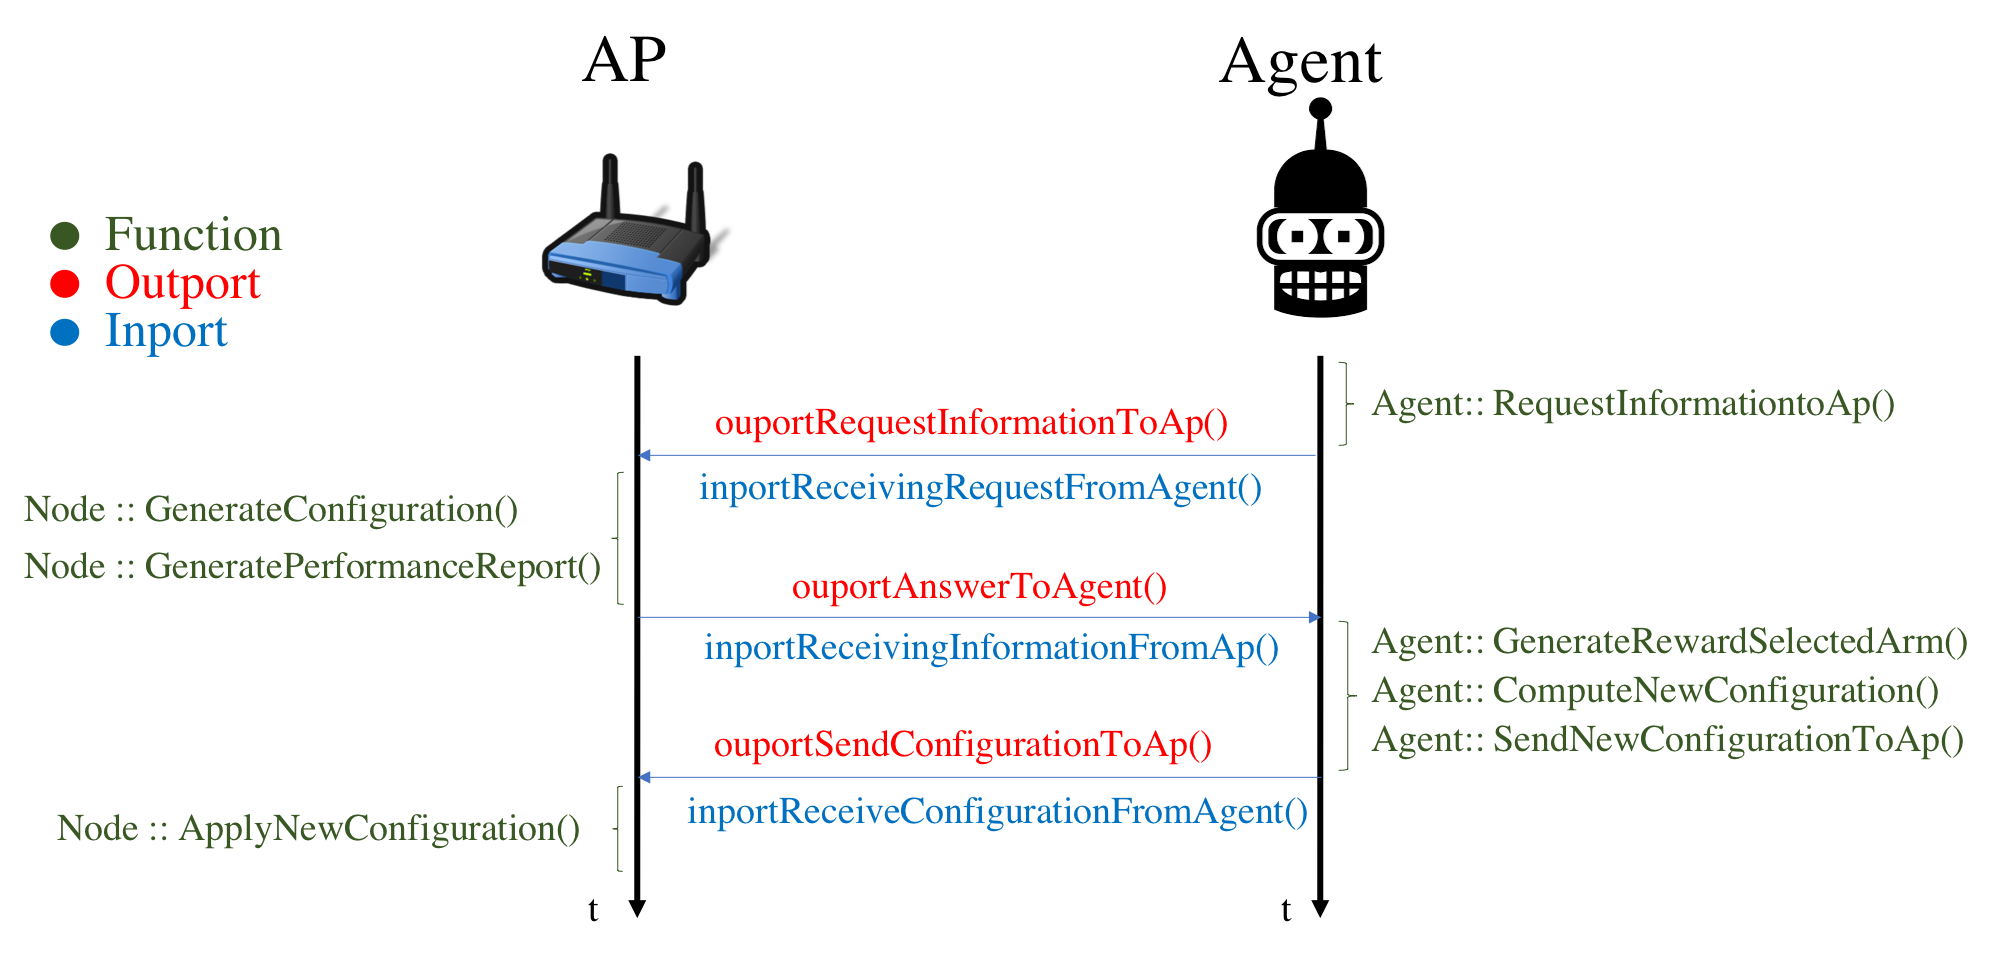 AP
Agent
Function
Outport
Inport
Agent:: RequestInformationtoAp()
ouportRequestInformationToAp()
inportReceivingRequestFromAgent()
Node :: GenerateConfiguration()
Node :: GeneratePerformanceReport()
ouportAnswerToAgent()
inportReceivingInformationFromAp()
Agent:: GenerateRewardSelectedArm()
Agent:: ComputeNewConfiguration()
Agent:: SendNewConfigurationToAp()
ouportSendConfigurationToAp()
inportReceiveConfigurationFromAgent()
Node :: ApplyNewConfiguration()
t
t